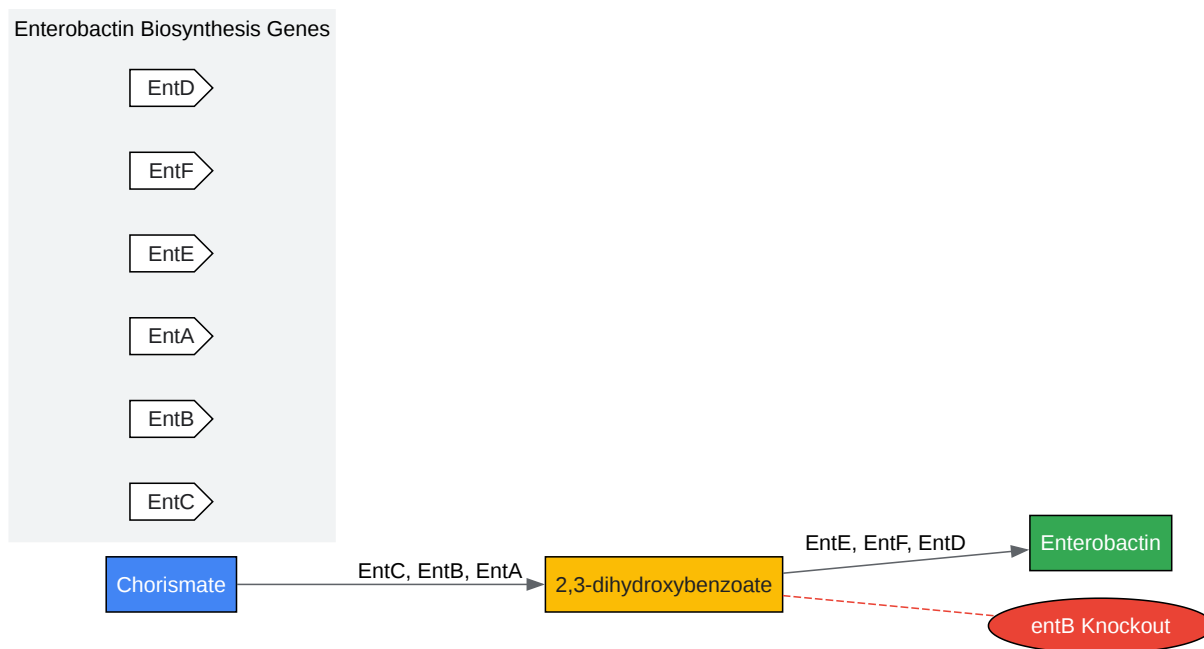 Enterobactin Biosynthesis Genes
EntD
EntF
EntE
EntA
EntB
EntC
Chorismate
EntC, EntB, EntA
2,3-dihydroxybenzoate
EntE, EntF, EntD
Enterobactin
entB Knockout